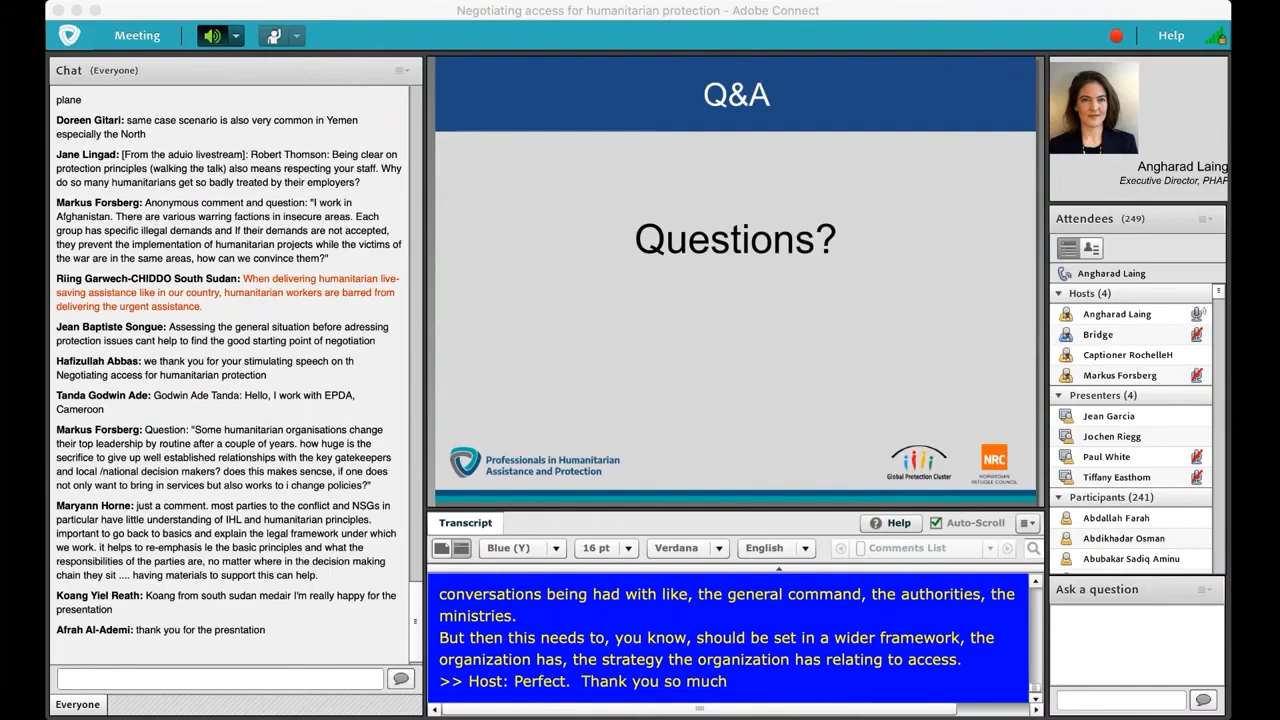 Negotiating access for humanitarian protection - Adobe Connect
Meeting
Help
Chat (Everyone)
plane
Doreen Gitari: same case scenario is also very common in Yemen
especially the North
Jane Lingad: [From the aduio livestream]: Robert Thomson: Being clear on
protection principles (walking the talk) also means respecting your staff. Why
do so many humanitarians get so badly treated by their employers?
Markus Forsberg: Anonymous comment and question: "I work in
Afghanistan. There are various warring factions in insecure areas. Each
group has specific illegal demands and If their demands are not accepted,
they prevent the implementation of humanitarian projects while the victims of
the war are in the same areas, how can we convince them?"
Riing Garwech-CHIDDO South Sudan: When delivering humanitarian live-
saving assistance like in our country, humanitarian workers are barred from
delivering the urgent assistance.
Jean Baptiste Songue: Assessing the general situation before adressing
protection issues cant help to find the good starting point of negotiation
Hafizullah Abbas: we thank you for your stimulating speech on th
Negotiating access for humanitarian protection
Tanda Godwin Ade: Godwin Ade Tanda: Hello, I work with EPDA,
Cameroon
Markus Forsberg: Question: "Some humanitarian organisations change
their top leadership by routine after a couple of years. how huge is the
sacrifice to give up well established relationships with the key gatekeepers
and local /national decision makers? does this makes sencse, if one does
not only want to bring in services but also works to change policies?"
Maryann Horne: just a comment. most parties to the conflict and NSGs in
particular have little understanding of IHL and humanitarian principles.
important to go back to basics and explain the legal framework under which
we work. it helps to re-emphasis le the basic principles and what the
responsibilities of the parties are, no matter where in the decision making
chain they sit .... having materials to support this can help.
Koang Yiel Reath: Koang from south sudan medair I'm really happy for the
presentation
Afrah Al-Ademi: thank you for the presntation
Everyone
Q&A
Questions?
Professionals in Humanitarian
Assistance and Protection
Global Protection Cluster
NRC
NORWEGIAN
REFUGEE COUNCIL
Transcript
Help
Auto-Scroll
Blue (Y)
16 pt
Verdana
English
Comments List
conversations being had with like, the general command, the authorities, the
ministries.
But then this needs to, you know, should be set in a wider framework, the
organization has, the strategy the organization has relating to access.
>> Host: Perfect. Thank you so much
Angharad Laing
Executive Director, PHAP
Attendees (249)
Angharad Laing
Hosts (4)
Angharad Laing
Bridge
Captioner RochelleH
Markus Forsberg
Presenters (4)
Jean Garcia
Jochen Riegg
Paul White
Tiffany Easthom
Participants (241)
Abdallah Farah
Abdikhadar Osman
Abubakar Sadiq Aminu
Ask a question